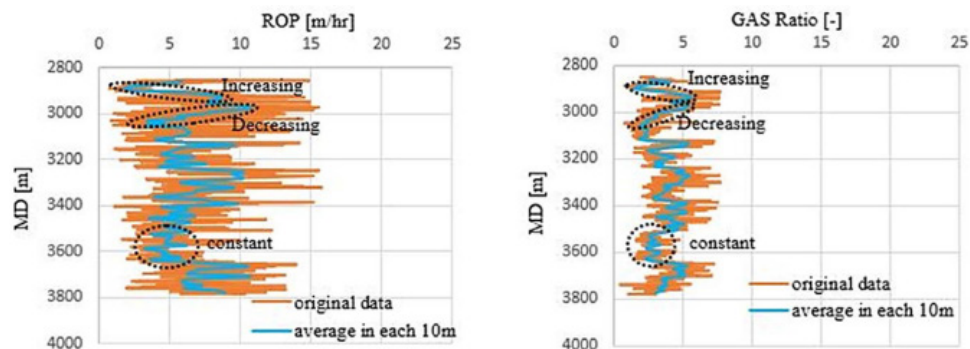 ROP [m/hr]
0 5 10 15 20 25
2800
3000
3200
3400
3600
3800
4000
MD [m]
Increasing
Decreasing
constant
original data
average in each 10m
GAS Ratio [-]
0 5 10 15 20 25
2800
3000
3200
3400
3600
3800
4000
MD [m]
Increasing
Decreasing
constant
original data
average in each 10m